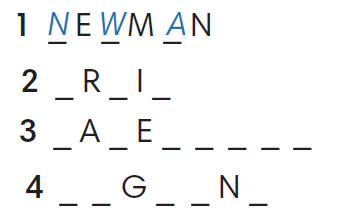 1 NEWMAN
2 _ R _ I _
3 _ A _ E _ _ _ _ _
4 _ _ G _ _ N _